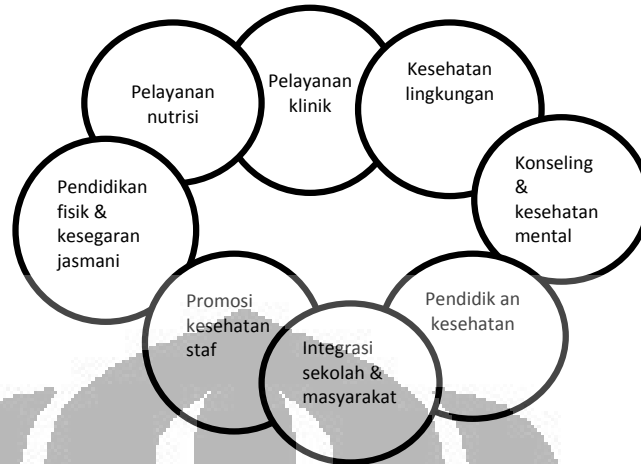 Pelayanan
nutrisi
Pelayanan
klinik
Kesehatan
lingkungan
Konseling
&
kesehatan
mental
Pendidikan
fisik &
kesegaran
jasmani
Promosi
kesehatan
staf
Integrasi
sekolah &
masyarakat
Pendidik an
kesehatan